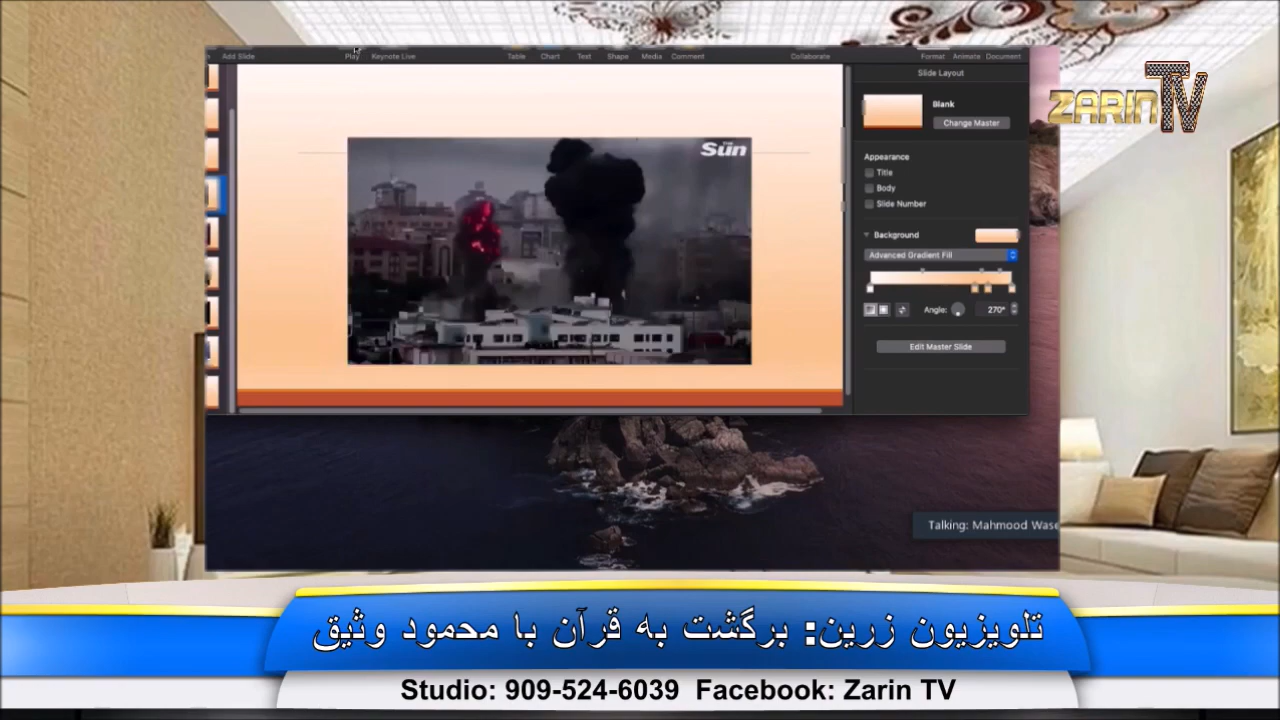 Add Slide
Play
Keynote Live
Table
Chart
Text
Shape
Media
Comment
Collaborate
Format
Animate
Document
Slide Layout
Blank
Change Master
ZARIN TV
THE Sun
Appearance
Title
Body
Slide Number
Background
Advanced Gradient Fill
Angle:
270°
Edit Master Slide
Talking: Mahmood Wase
تلویزیون زرین: برگشت به قرآن با محمود وثیق
Studio: 909-524-6039 Facebook: Zarin TV